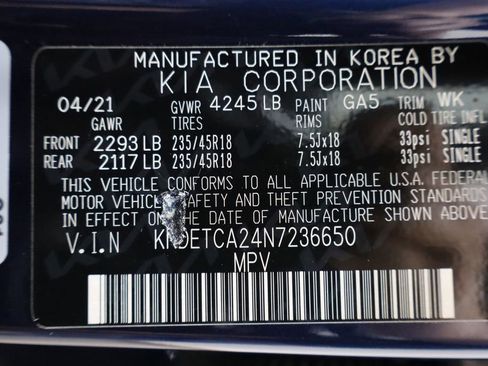 MANUFACTURED IN KOREA BY
KIA CORPORATION
04/21 GVWR 4245 LB PAINT GA5 TRIM WK
GAWR TIRES RIMS COLD TIRE INFL
FRONT 2293 LB 235/45R18 7.5Jx18 33psi SINGLE
REAR 2117 LB 235/45R18 7.5Jx18 33psi SINGLE
THIS VEHICLE CONFORMS TO ALL APPLICABLE U.S.A. FEDERAL
MOTOR VEHICLE SAFETY AND THEFT PREVENTION STANDARDS
IN EFFECT ON THE DATE OF MANUFACTURE SHOWN ABOVE.
V.I.N KNDETCA24N7236650
MPV